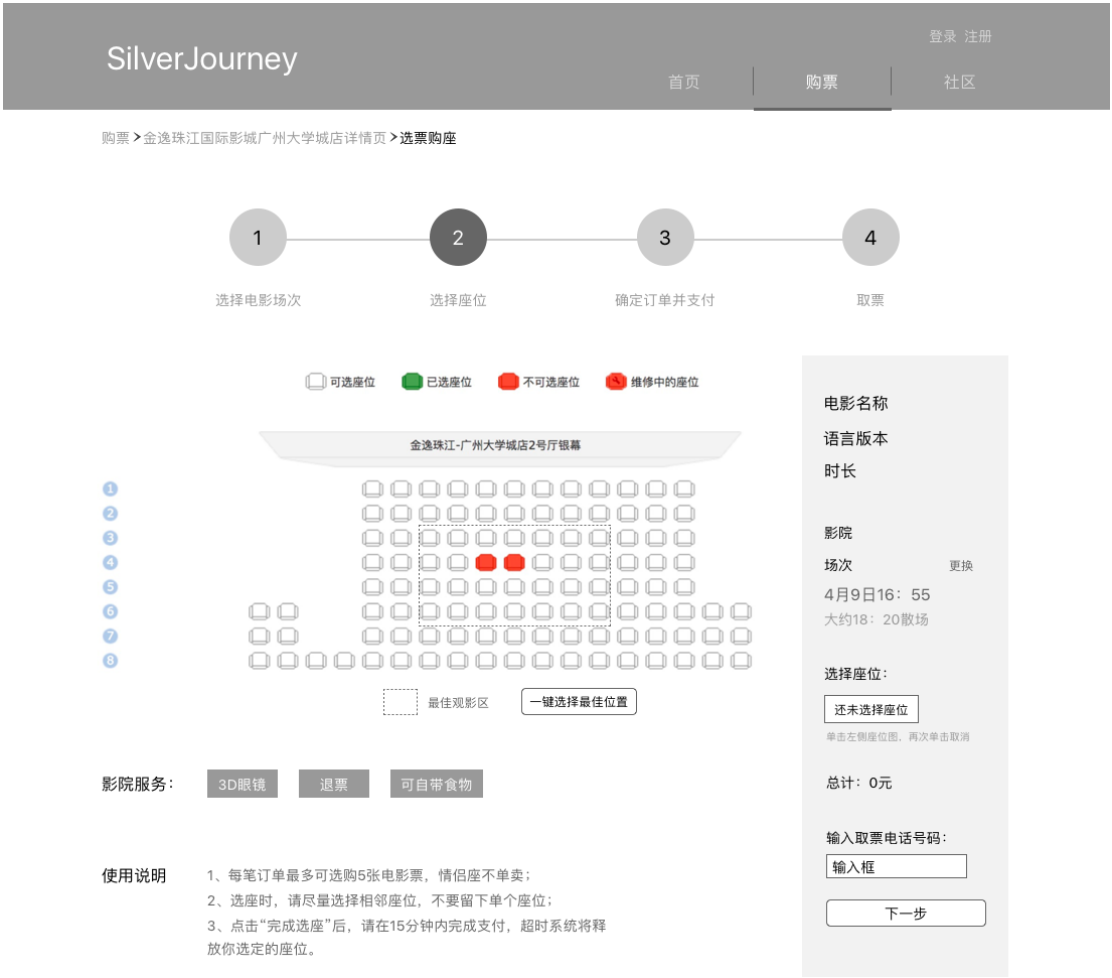 登录 注册
SilverJourney
首页 购票 社区
购票>金逸珠江国际影城广州大学城店详情页>选票购座
1 2 3 4
选择电影场次 选择座位 确定订单并支付 取票
可选座位 已选座位 不可选座位 维修中的座位
金逸珠江-广州大学城店2号厅银幕
1
2
3
4
5
6
7
8
最佳观影区 一键选择最佳位置
影院服务： 3D眼镜 退票 可自带食物
使用说明 1、每笔订单最多可选购5张电影票，情侣座不单卖；
2、选座时，请尽量选择相邻座位，不要留下单个座位；
3、点击“完成选座”后，请在15分钟内完成支付，超时系统将释
放你选定的座位。
电影名称
语言版本
时长
影院
场次 更换
4月9日16：55
大约18：20散场
选择座位：
还未选择座位
单击左侧座位图、再次单击取消
总计：0元
输入取票电话号码：
输入框
下一步